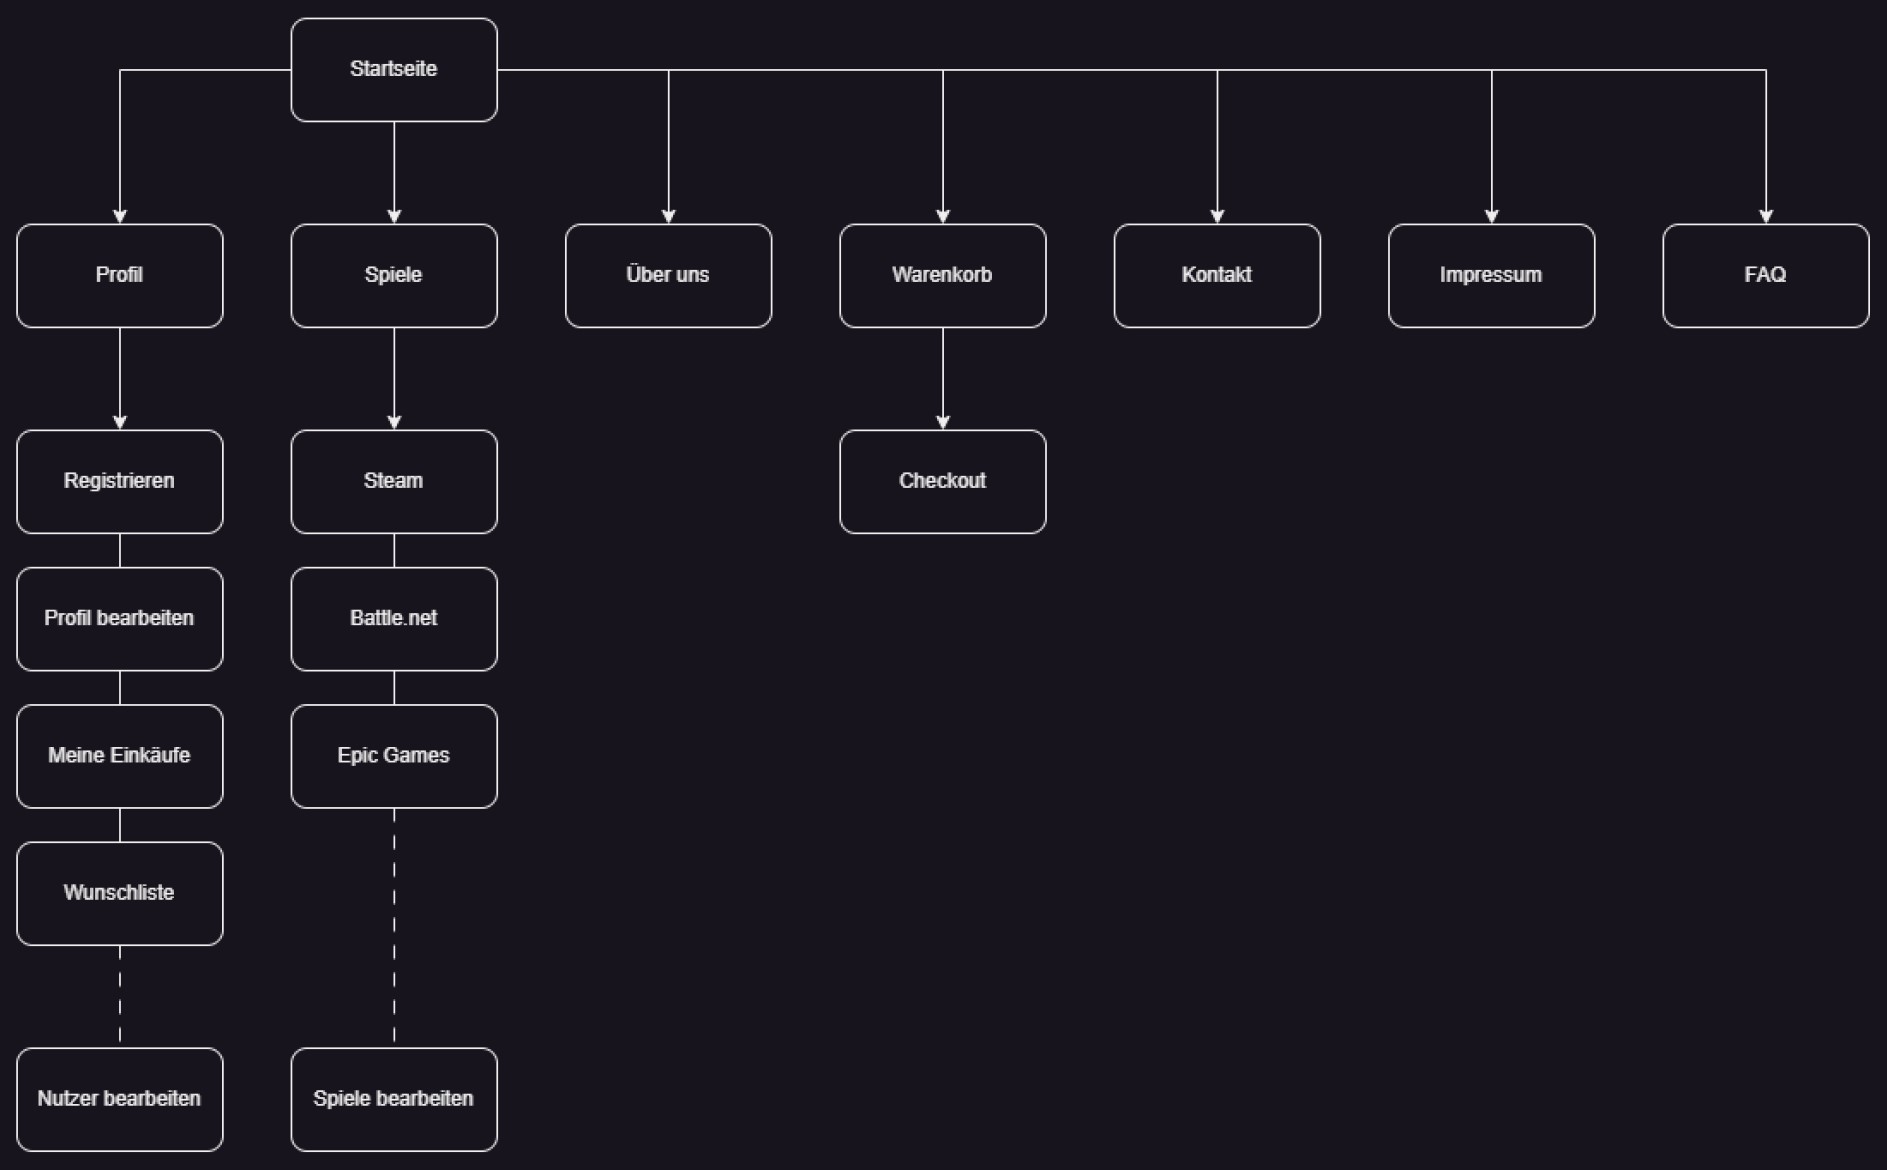 Startseite
Profil
Spiele
Über uns
Warenkorb
Kontakt
Impressum
FAQ
Registrieren
Steam
Checkout
Profil bearbeiten
Battle.net
Meine Einkäufe
Epic Games
Wunschliste
Nutzer bearbeiten
Spiele bearbeiten